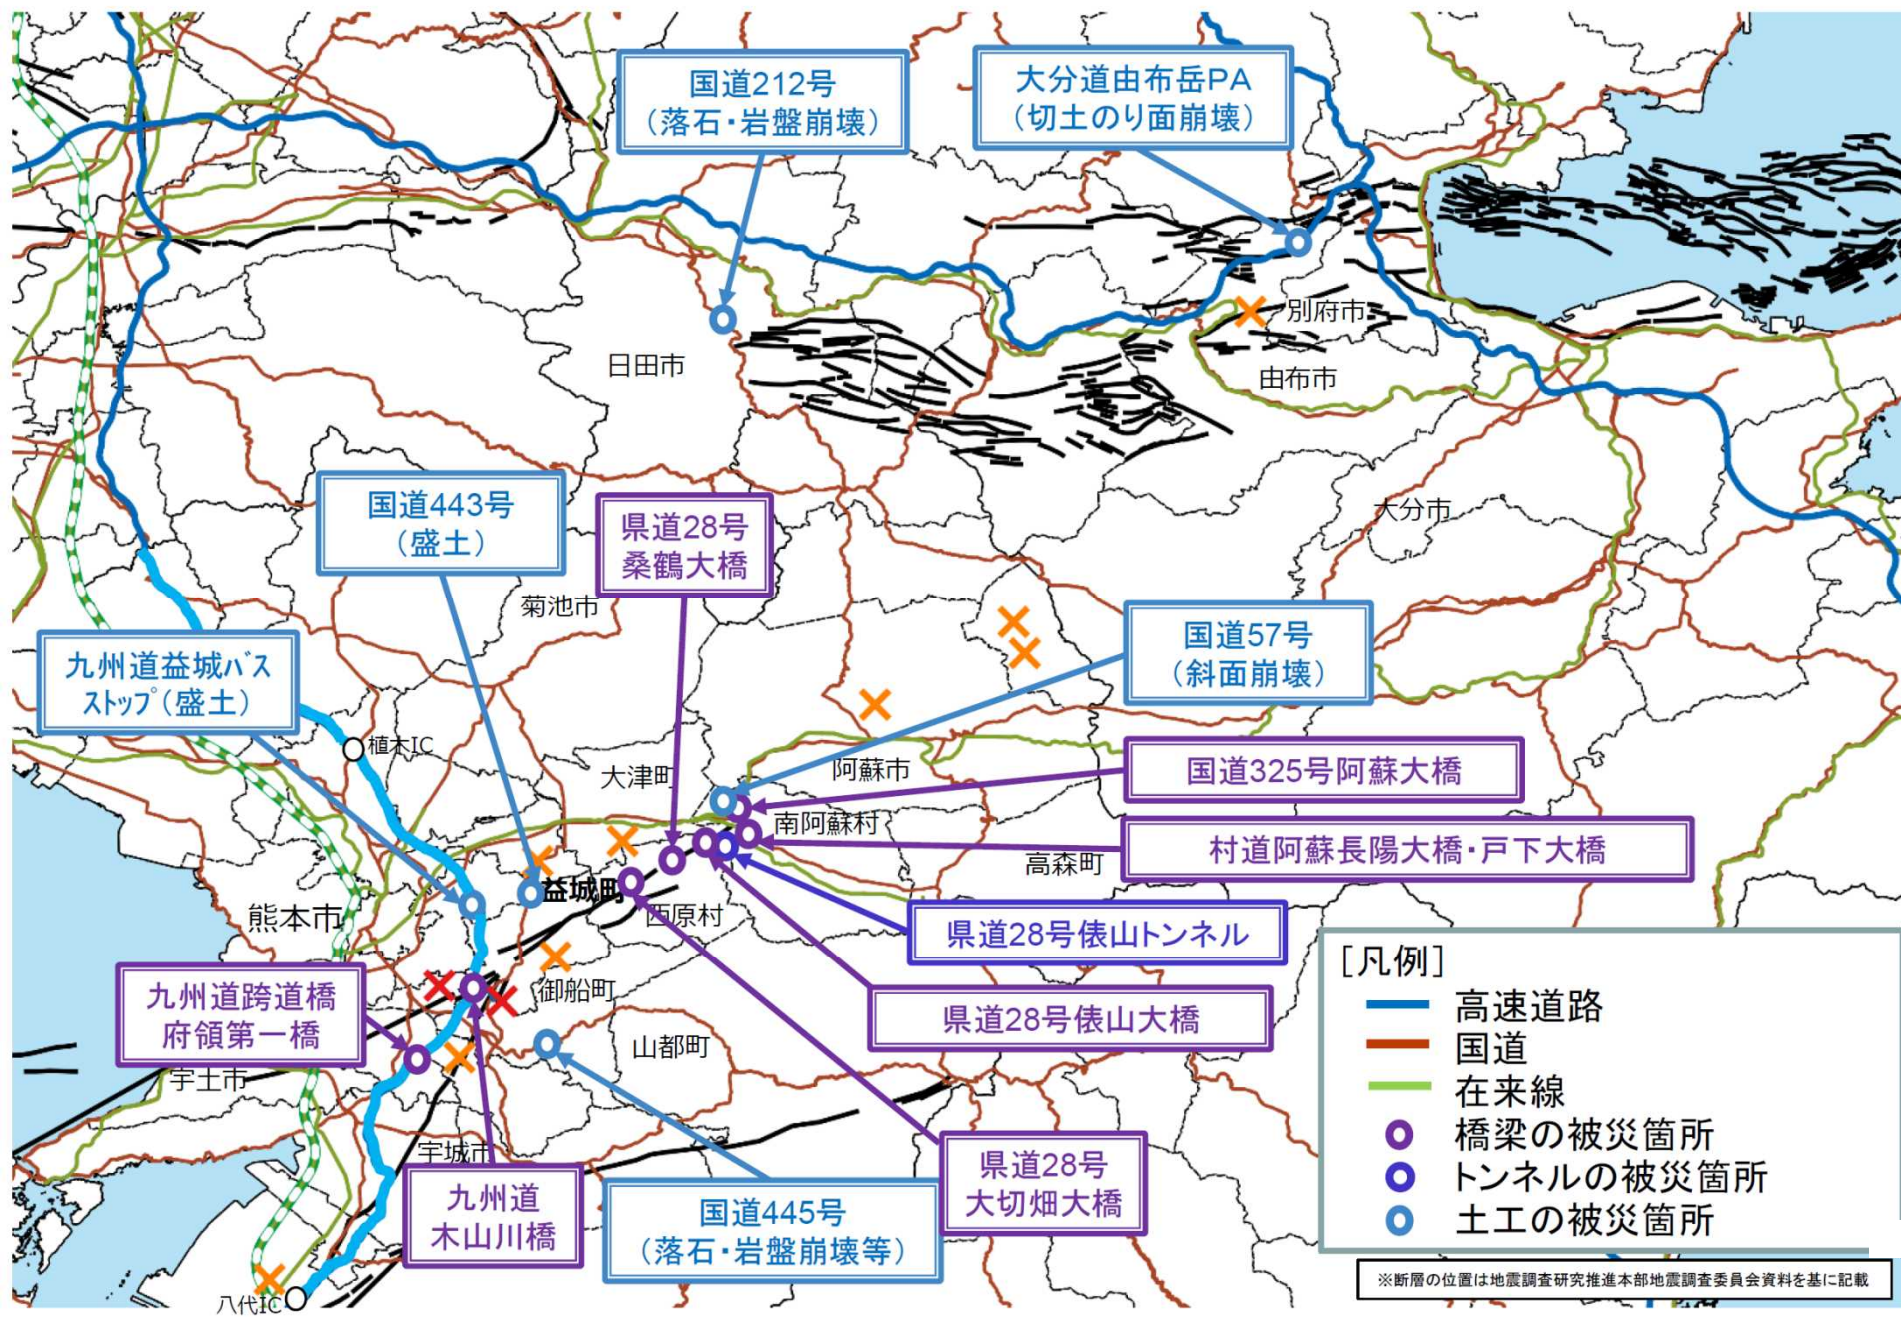 国道212号
(落石・岩盤崩壊)
大分道由布岳PA
(切土のり面崩壊)
別府市
日田市
由布市
国道443号
(盛土)
県道28号
桑鶴大橋
大分市
菊池市
国道57号
(斜面崩壊)
九州道益城バス
ストップ(盛土)
植木IC
大津町
阿蘇市
国道325号阿蘇大橋
南阿蘇村
村道阿蘇長陽大橋・戸下大橋
高森町
益城町
熊本市
西原村
県道28号俵山トンネル
九州道跨道橋
府領第一橋
御船町
県道28号俵山大橋
山都町
宇土市
宇城市
九州道
木山川橋
国道445号
(落石・岩盤崩壊等)
県道28号
大切畑大橋
八代IC
[凡例]
高速道路
国道
在来線
橋梁の被災箇所
トンネルの被災箇所
土工の被災箇所
※断層の位置は地震調査研究推進本部地震調査委員会資料を基に記載